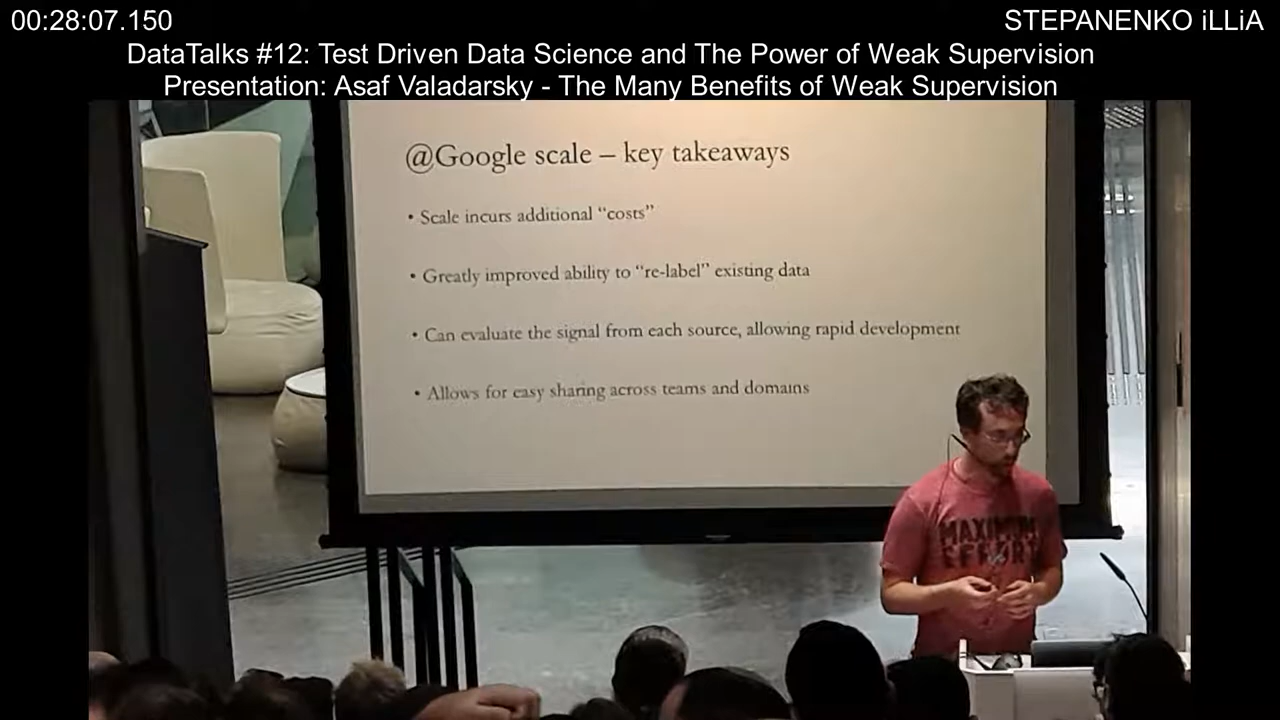 00:28:07.150
STEPANENKO iLLiA
DataTalks #12: Test Driven Data Science and The Power of Weak Supervision
Presentation: Asaf Valadarsky - The Many Benefits of Weak Supervision
@Google scale – key takeaways
• Scale incurs additional “costs”
• Greatly improved ability to “re-label” existing data
• Can evaluate the signal from each source, allowing rapid development
• Allows for easy sharing across teams and domains
MAXIMUM
EFFORT